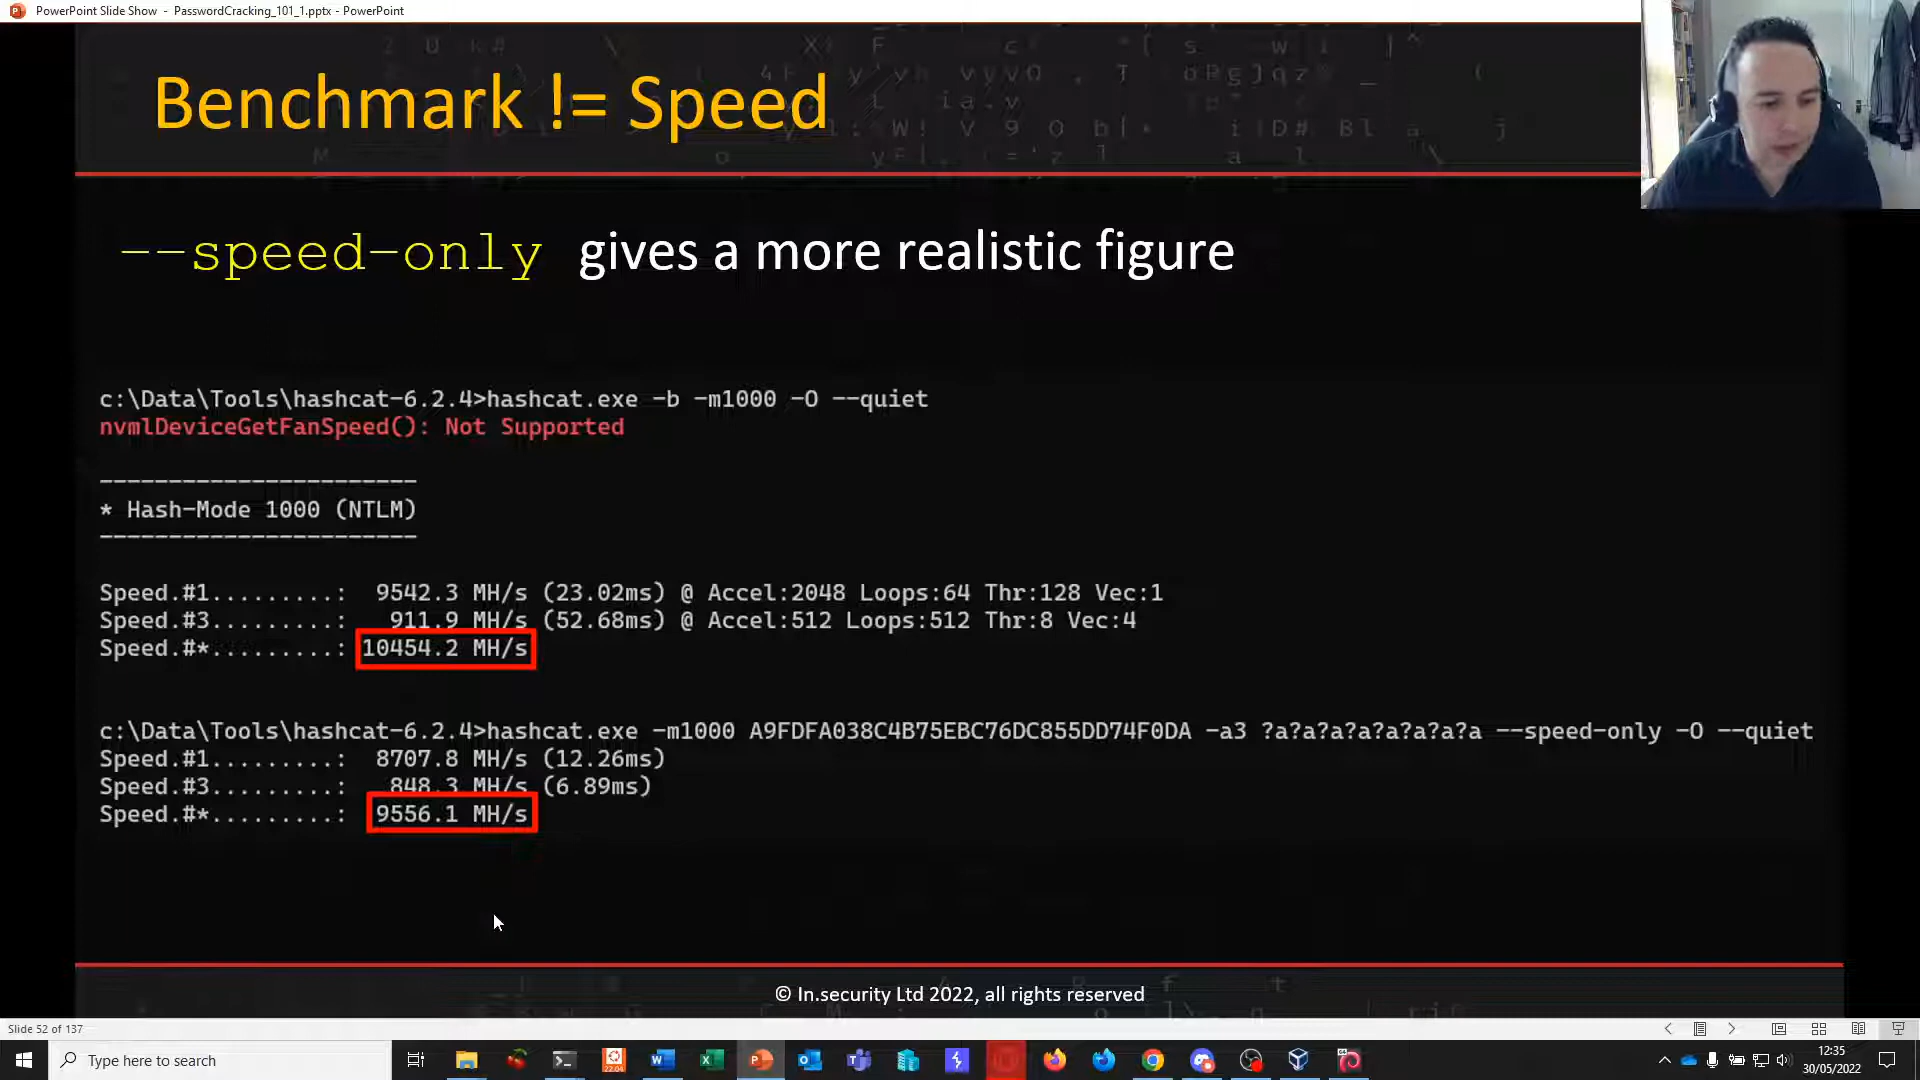 PowerPoint Slide Show - PasswordCracking_101_1.pptx - PowerPoint
Benchmark != Speed
--speed-only gives a more realistic figure
c:\Data\Tools\hashcat-6.2.4>hashcat.exe -b -m1000 -O --quiet
nvmlDeviceGetFanSpeed(): Not Supported
-----------------------
* Hash-Mode 1000 (NTLM)
-----------------------
Speed.#1.........: 9542.3 MH/s (23.02ms) @ Accel:2048 Loops:64 Thr:128 Vec:1
Speed.#3.........: 911.9 MH/s (52.68ms) @ Accel:512 Loops:512 Thr:8 Vec:4
Speed.#*.........: 10454.2 MH/s
c:\Data\Tools\hashcat-6.2.4>hashcat.exe -m1000 A9FDFA038C4B75EBC76DC855DD74F0DA -a3 ?a?a?a?a?a?a?a?a --speed-only -O --quiet
Speed.#1.........: 8707.8 MH/s (12.26ms)
Speed.#3.........: 848.3 MH/s (6.89ms)
Speed.#*.........: 9556.1 MH/s
© In.security Ltd 2022, all rights reserved
Slide 52 of 137
Type here to search
22.04
12:35
30/05/2022